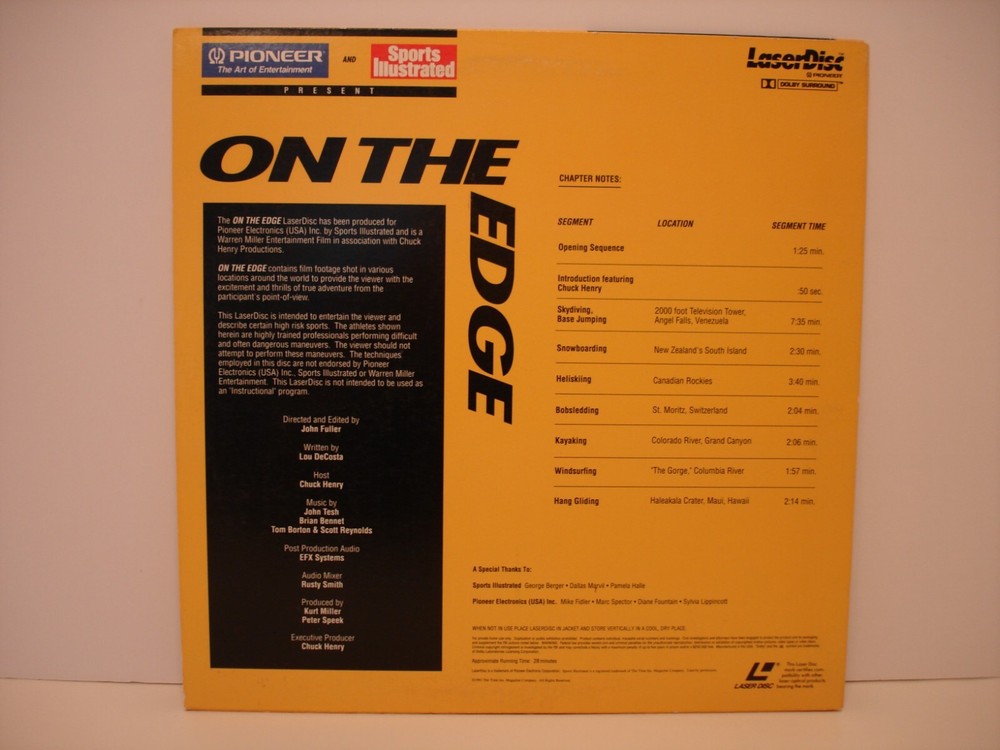 PIONEER
The Art of Entertainment
AND
Sports
Illustrated
PRESENT
LaserDisc
PIONEER
DOLBY SURROUND
ON THE
EDGE
The ON THE EDGE LaserDisc has been produced for
Pioneer Electronics (USA) Inc. by Sports Illustrated and is a
Warren Miller Entertainment Film in association with Chuck
Henry Productions.
ON THE EDGE contains film footage shot in various
locations around the world to provide the viewer with the
excitement and thrills of true adventure from the
participant's point-of-view.
This LaserDisc is intended to entertain the viewer and
describe certain high risk sports. The athletes shown
herein are highly trained professionals performing difficult
and often dangerous maneuvers. The viewer should not
attempt to perform these maneuvers. The techniques
employed in this disc are not endorsed by Pioneer
Electronics (USA) Inc., Sports Illustrated or Warren Miller
Entertainment. This LaserDisc is not intended to be used as
an "Instructional" program.
Directed and Edited by
John Fuller
Written by
Lou DeCosta
Host
Chuck Henry
Music by
John Tesh
Brian Bennet
Tom Borton & Scott Reynolds
Post Production Audio
EFX Systems
Audio Mixer
Rusty Smith
Produced by
Kurt Miller
Peter Speek
Executive Producer
Chuck Henry
CHAPTER NOTES:
SEGMENT LOCATION SEGMENT TIME
Opening Sequence 1:25 min.
Introduction featuring
Chuck Henry :50 sec.
Skydiving, 2000 foot Television Tower,
Base Jumping Angel Falls, Venezuela 7:35 min.
Snowboarding New Zealand's South Island 2:30 min.
Heliskiing Canadian Rockies 3:40 min.
Bobsledding St. Moritz, Switzerland 2:04 min.
Kayaking Colorado River, Grand Canyon 2:06 min.
Windsurfing "The Gorge," Columbia River 1:57 min.
Hang Gliding Haleakala Crater, Maui, Hawaii 2:14 min.
A Special Thanks To:
Sports Illustrated George Berger • Dallas Marvil • Pamela Halle
Pioneer Electronics (USA) Inc. Mike Fidler • Marc Spector • Diane Fountain • Sylvia Lippincott
WHEN NOT IN USE PLACE LASERDISC IN JACKET AND STORE VERTICALLY IN A COOL, DRY PLACE.
Approximate Running Time: 28 minutes
LASER DISC